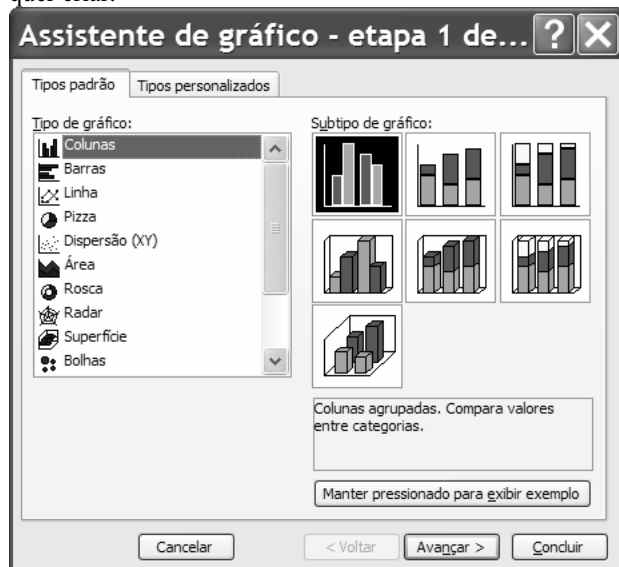 Assistente de gráfico - etapa 1 de...
Tipos padrão
Tipos personalizados
Tipo de gráfico:
Colunas
Barras
Linha
Pizza
Dispersão (XY)
Área
Rosca
Radar
Superfície
Bolhas
Subtipo de gráfico:
Colunas agrupadas. Compara valores
entre categorias.
Manter pressionado para exibir exemplo
Cancelar
< Voltar
Avançar >
Concluir